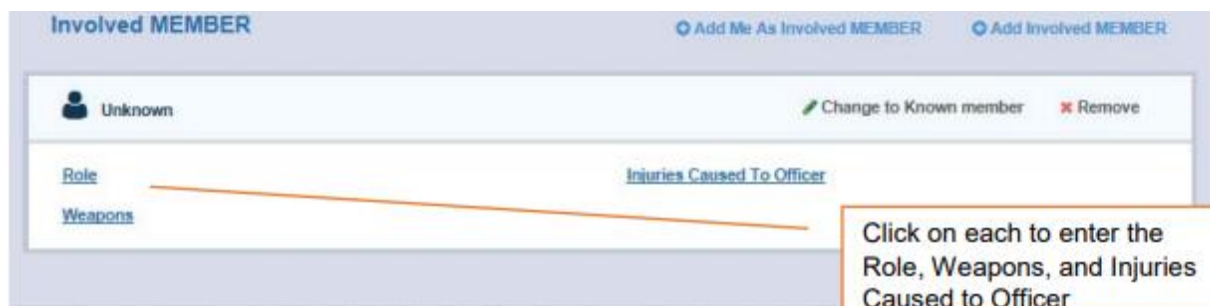 Involved MEMBER Add Me As Involved MEMBER Add Involved MEMBER
Unknown Change to Known member Remove
Role Injuries Caused To Officer
Weapons
Click on each to enter the
Role, Weapons, and Injuries
Caused to Officer